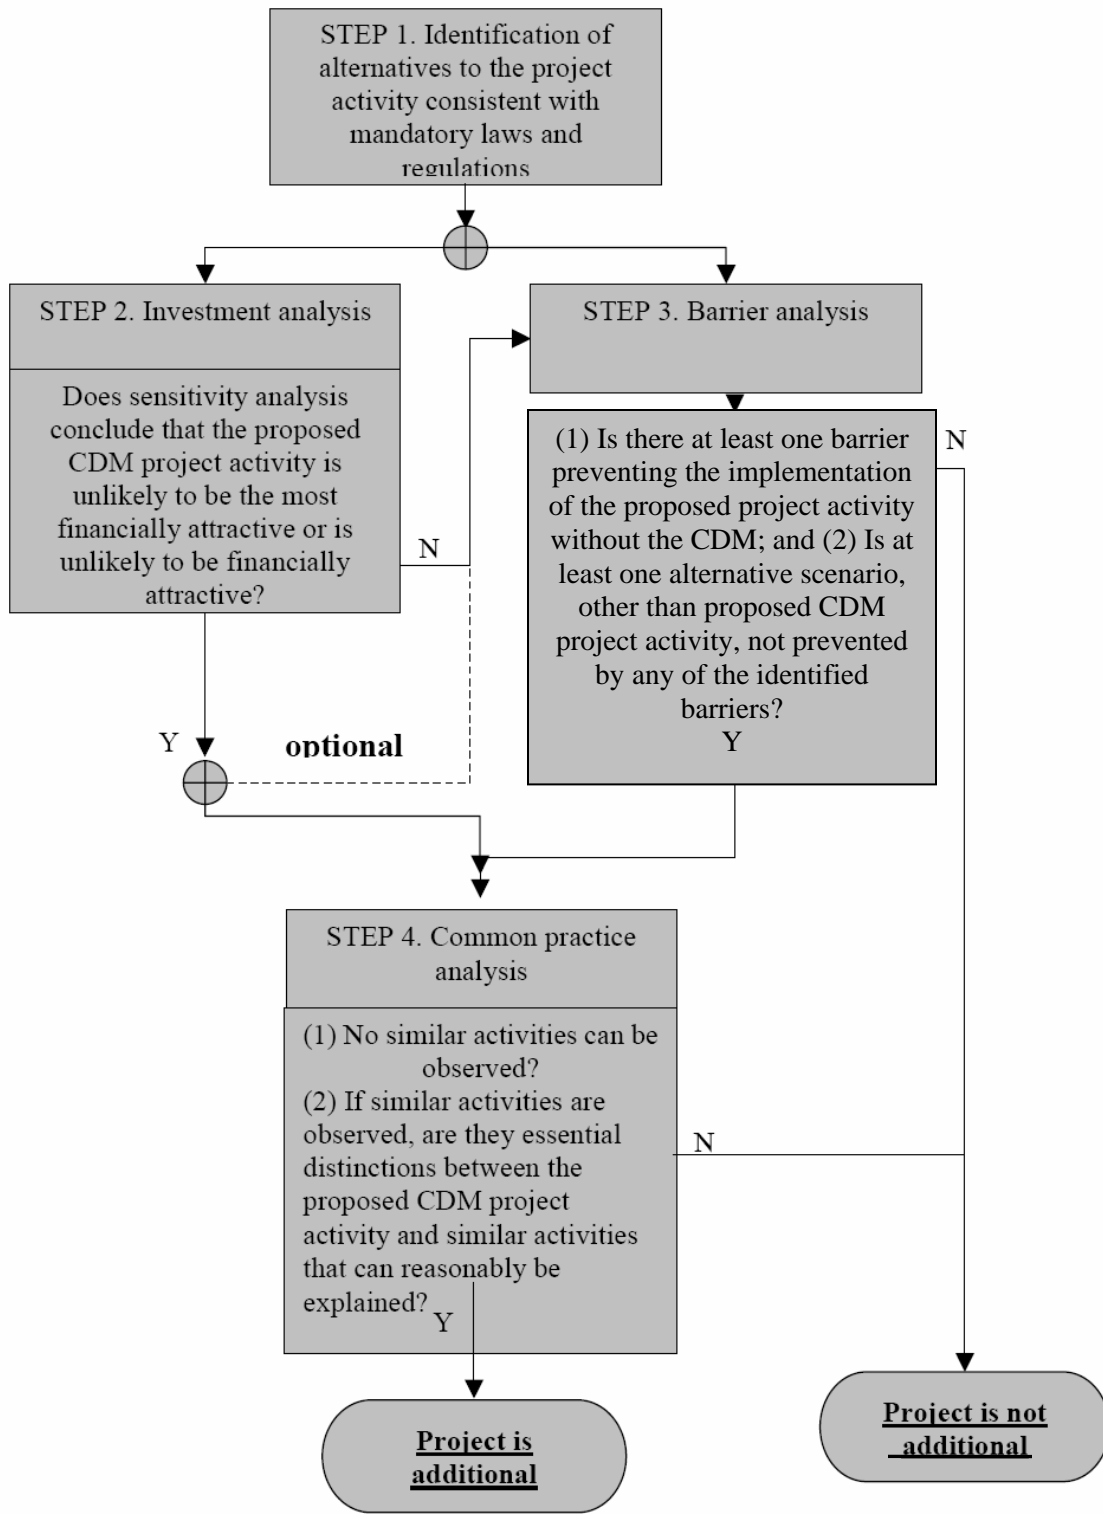 STEP 1. Identification of
alternatives to the project
activity consistent with
mandatory laws and
regulations
STEP 2. Investment analysis
Does sensitivity analysis
conclude that the proposed
CDM project activity is
unlikely to be the most
financially attractive or is
unlikely to be financially
attractive?
N
Y
optional
STEP 3. Barrier analysis
(1) Is there at least one barrier
preventing the implementation
of the proposed project activity
without the CDM; and (2) Is at
least one alternative scenario,
other than proposed CDM
project activity, not prevented
by any of the identified
barriers?
Y
N
STEP 4. Common practice
analysis
(1) No similar activities can be
observed?
(2) If similar activities are
observed, are they essential
distinctions between the
proposed CDM project
activity and similar activities
that can reasonably be
explained?
Y
N
Project is
additional
Project is not
additional